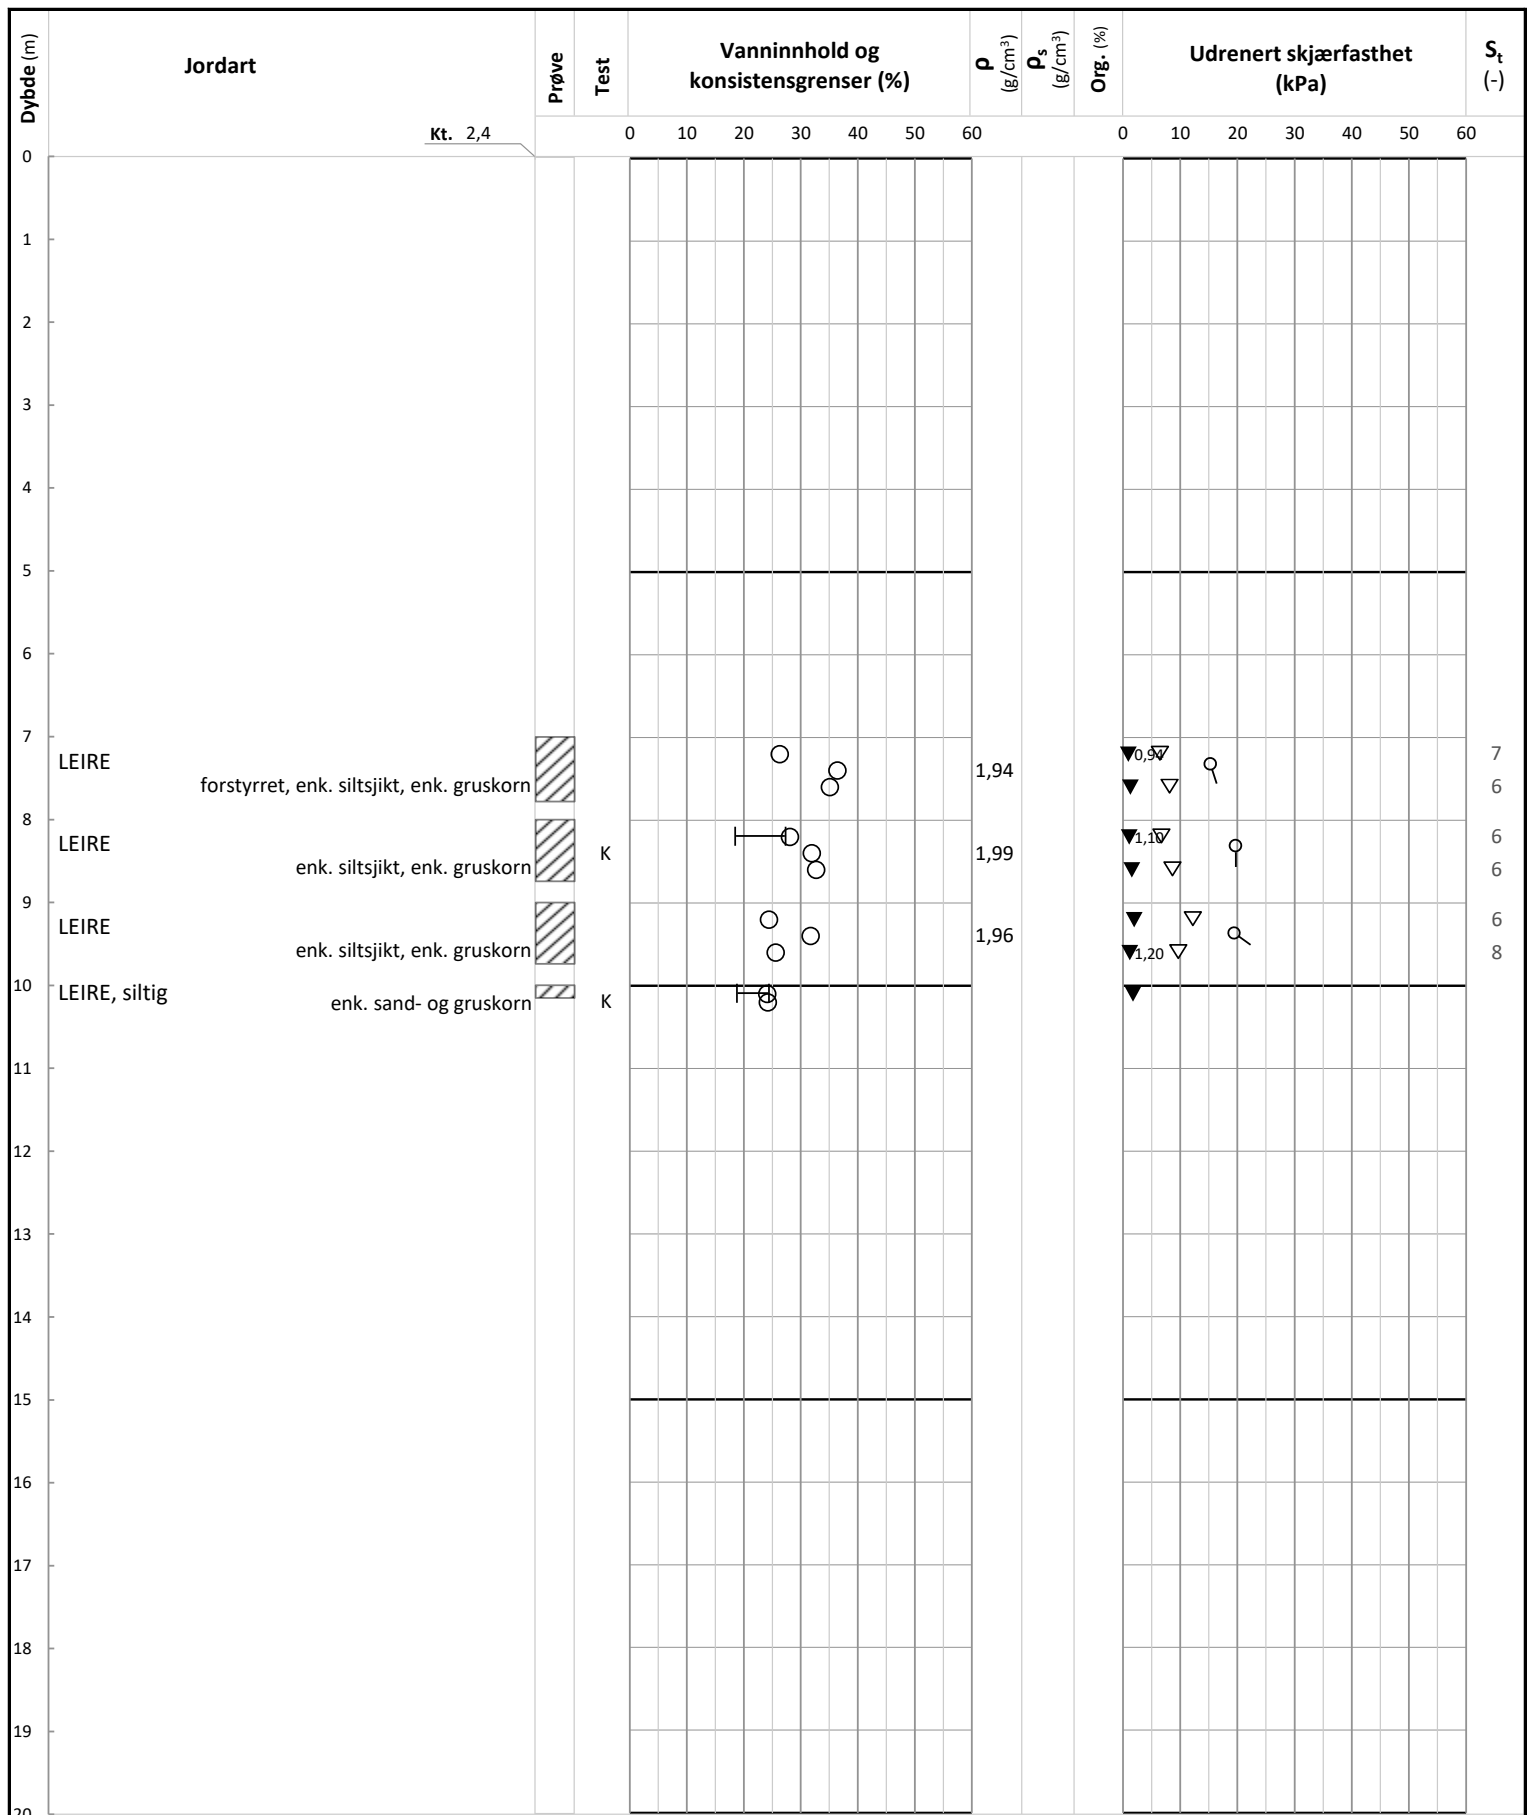 Dybde (m)
Jordart
Prøve
Test
Vanninnhold og
konsistensgrenser (%)
ρ
(g/cm³)
ρs
(g/cm³)
Org. (%)
Udrenert skjærfasthet
(kPa)
St
(-)
Kt. 2,4
0 10 20 30 40 50 60
0 10 20 30 40 50 60
0
1
2
3
4
5
6
7
LEIRE
0,94
7
forstyrret, enk. siltsjikt, enk. gruskorn
1,94
6
8
LEIRE
1,10
6
enk. siltsjikt, enk. gruskorn
K
1,99
6
9
LEIRE
6
enk. siltsjikt, enk. gruskorn
1,96
1,20
8
10
LEIRE, siltig
enk. sand- og gruskorn
K
11
12
13
14
15
16
17
18
19
20